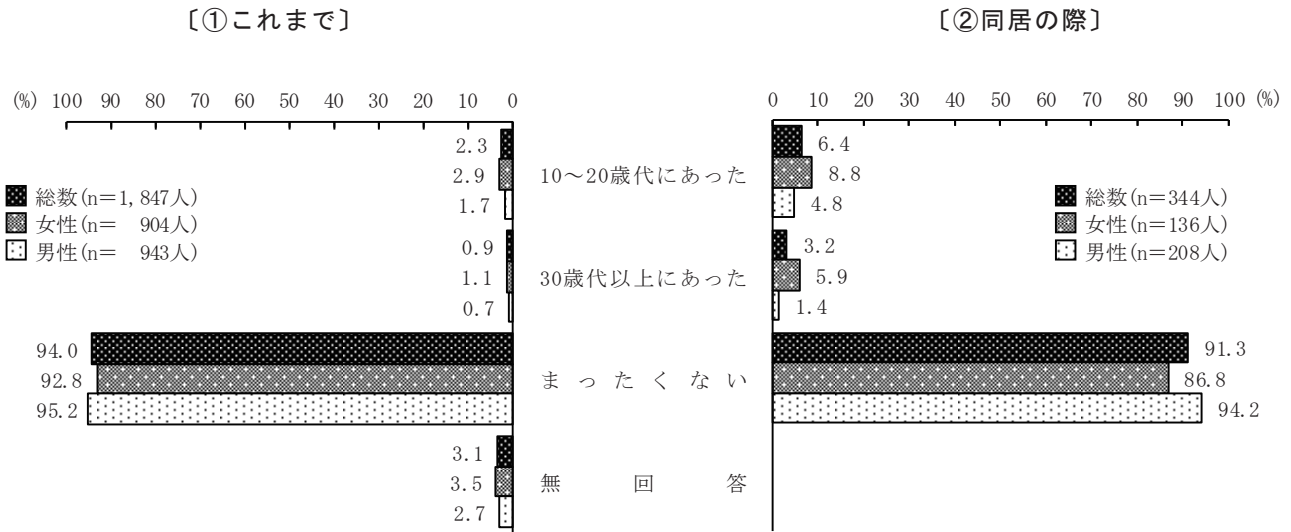 〔①これまで〕
〔②同居の際〕
(%) 100 90 80 70 60 50 40 30 20 10 0
0 10 20 30 40 50 60 70 80 90 100 (%)
総数(n＝1,847人)
女性(n＝ 904人)
男性(n＝ 943人)
総数(n＝344人)
女性(n＝136人)
男性(n＝208人)
2.3
2.9
1.7
10～20歳代にあった
6.4
8.8
4.8
0.9
1.1
0.7
30歳代以上にあった
3.2
5.9
1.4
94.0
92.8
95.2
まったくない
91.3
86.8
94.2
3.1
3.5
2.7
無回答